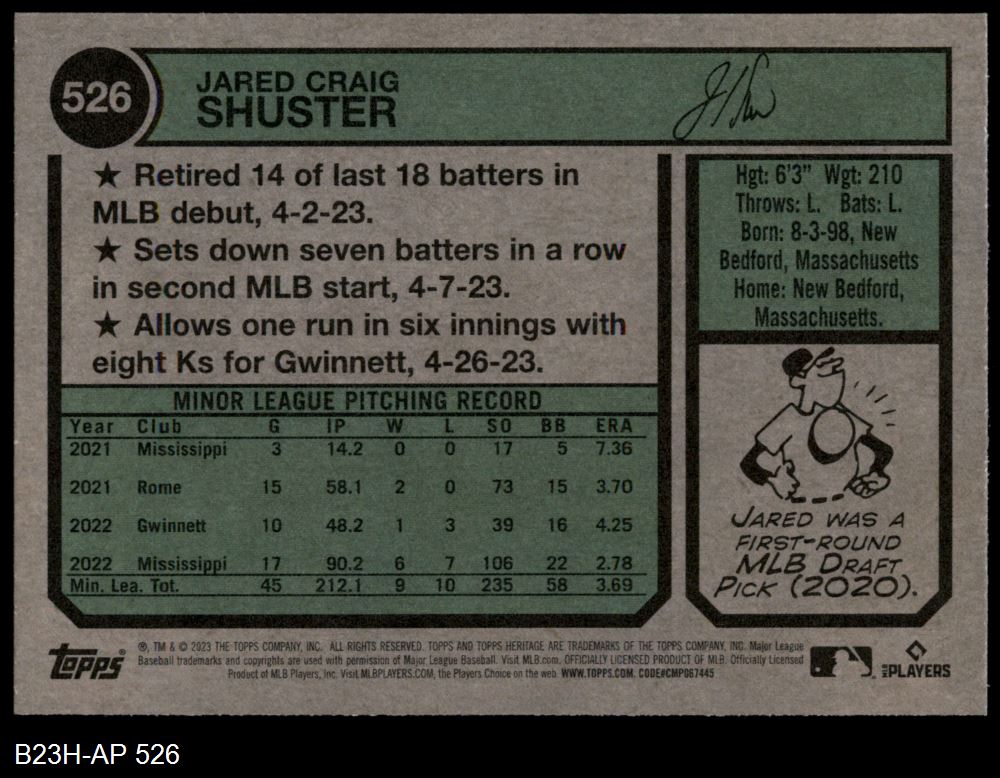 526
JARED CRAIG
SHUSTER
★ Retired 14 of last 18 batters in
MLB debut, 4-2-23.
★ Sets down seven batters in a row
in second MLB start, 4-7-23.
★ Allows one run in six innings with
eight Ks for Gwinnett, 4-26-23.
Hgt: 6'3" Wgt: 210
Throws: L. Bats: L.
Born: 8-3-98, New
Bedford, Massachusetts
Home: New Bedford,
Massachusetts.
MINOR LEAGUE PITCHING RECORD
Year Club G IP W L SO BB ERA
2021 Mississippi 3 14.2 0 0 17 5 7.36
2021 Rome 15 58.1 2 0 73 15 3.70
2022 Gwinnett 10 48.2 1 3 39 16 4.25
2022 Mississippi 17 90.2 6 7 106 22 2.78
Min. Lea. Tot. 45 212.1 9 10 235 58 3.69
JARED WAS A
FIRST-ROUND
MLB DRAFT
PICK (2020).
Topps
®, TM & © 2023 THE TOPPS COMPANY, INC. ALL RIGHTS RESERVED. TOPPS AND TOPPS HERITAGE ARE TRADEMARKS OF THE TOPPS COMPANY, INC. Major League
Baseball trademarks and copyrights are used with permission of Major League Baseball. Visit MLB.com. OFFICIALLY LICENSED PRODUCT OF MLB. Officially Licensed
Product of MLB Players, Inc. Visit MLBPLAYERS.COM, the Players Choice on the web. WWW.TOPPS.COM. CODE#CMP087445
MLB PLAYERS
B23H-AP 526